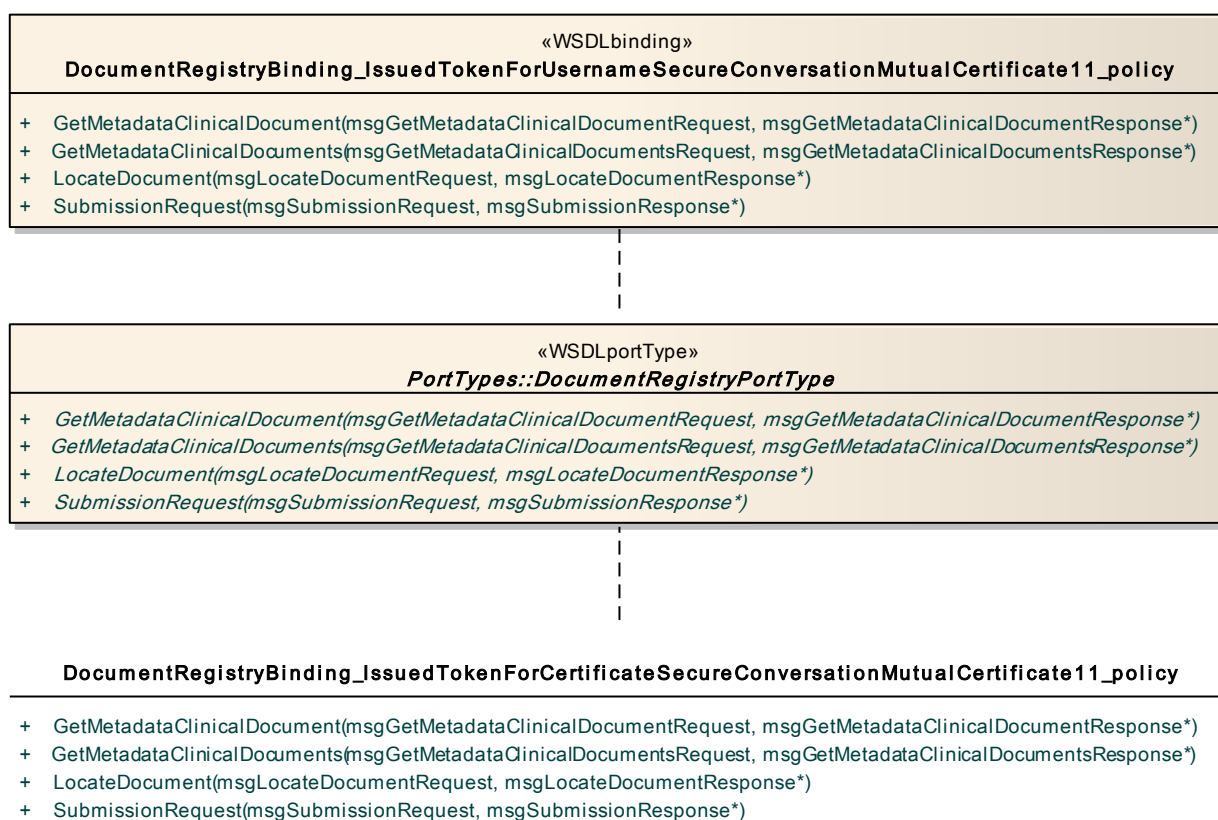 «WSDLbinding»
DocumentRegistryBinding_IssuedTokenForUsernameSecureConversationMutualCertificate11_policy
+ GetMetadataClinicalDocument(msgGetMetadataClinicalDocumentRequest, msgGetMetadataClinicalDocumentResponse*)
+ GetMetadataClinicalDocuments(msgGetMetadataClinicalDocumentsRequest, msgGetMetadataClinicalDocumentsResponse*)
+ LocateDocument(msgLocateDocumentRequest, msgLocateDocumentResponse*)
+ SubmissionRequest(msgSubmissionRequest, msgSubmissionResponse*)
«WSDLportType»
PortTypes::DocumentRegistryPortType
+ GetMetadataClinicalDocument(msgGetMetadataClinicalDocumentRequest, msgGetMetadataClinicalDocumentResponse*)
+ GetMetadataClinicalDocuments(msgGetMetadataClinicalDocumentsRequest, msgGetMetadataClinicalDocumentsResponse*)
+ LocateDocument(msgLocateDocumentRequest, msgLocateDocumentResponse*)
+ SubmissionRequest(msgSubmissionRequest, msgSubmissionResponse*)
DocumentRegistryBinding_IssuedTokenForCertificateSecureConversationMutualCertificate11_policy
+ GetMetadataClinicalDocument(msgGetMetadataClinicalDocumentRequest, msgGetMetadataClinicalDocumentResponse*)
+ GetMetadataClinicalDocuments(msgGetMetadataClinicalDocumentsRequest, msgGetMetadataClinicalDocumentsResponse*)
+ LocateDocument(msgLocateDocumentRequest, msgLocateDocumentResponse*)
+ SubmissionRequest(msgSubmissionRequest, msgSubmissionResponse*)